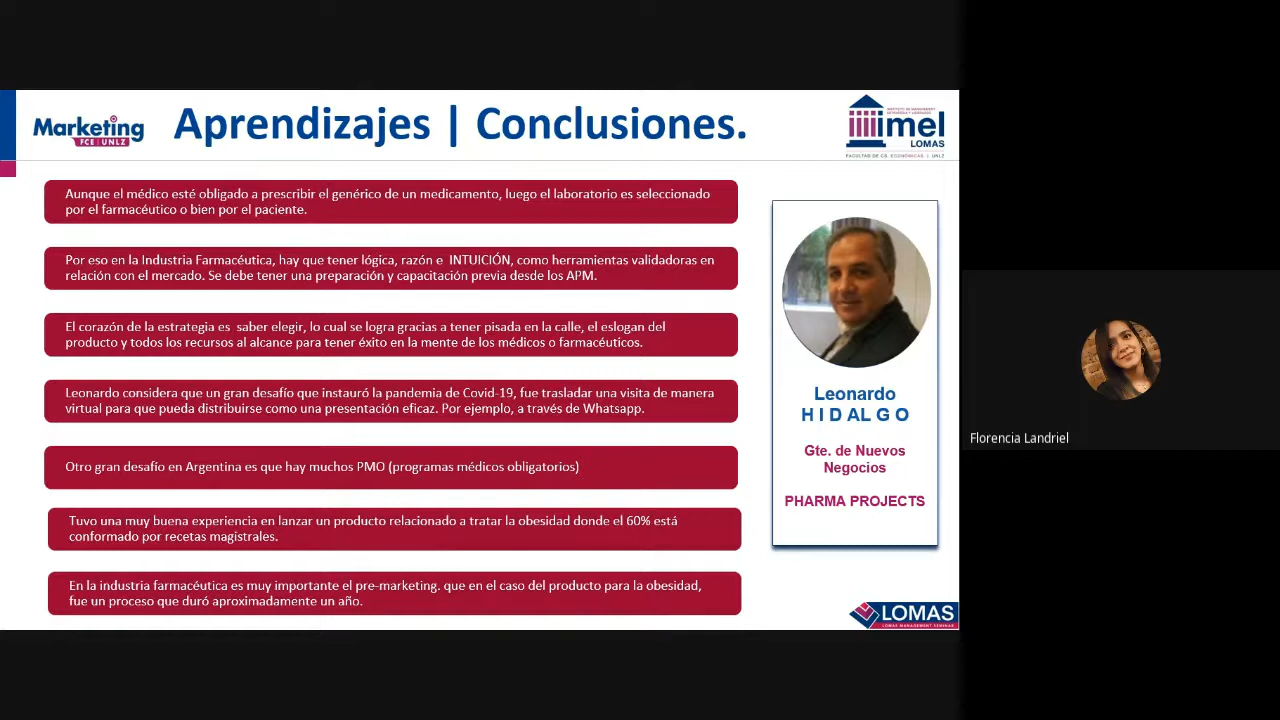 Marketing
FCE | UNLZ
Aprendizajes | Conclusiones.
INSTITUTO DE MANAGEMENT
ESTRATEGIA Y LIDERAZGO
imel
LOMAS
FACULTAD DE CS. ECONÓMICAS | UNLZ
Aunque el médico esté obligado a prescribir el genérico de un medicamento, luego el laboratorio es seleccionado
por el farmacéutico o bien por el paciente.
Por eso en la Industria Farmacéutica, hay que tener lógica, razón e  INTUICIÓN, como herramientas validadoras en
relación con el mercado. Se debe tener una preparación y capacitación previa desde los APM.
El corazón de la estrategia es  saber elegir, lo cual se logra gracias a tener pisada en la calle, el eslogan del
producto y todos los recursos al alcance para tener éxito en la mente de los médicos o farmacéuticos.
Leonardo considera que un gran desafío que instauró la pandemia de Covid-19, fue trasladar una visita de manera
virtual para que pueda distribuirse como una presentación eficaz. Por ejemplo, a través de Whatsapp.
Otro gran desafío en Argentina es que hay muchos PMO (programas médicos obligatorios)
Tuvo una muy buena experiencia en lanzar un producto relacionado a tratar la obesidad donde el 60% está
conformado por recetas magistrales.
En la industria farmacéutica es muy importante el pre-marketing. que en el caso del producto para la obesidad,
fue un proceso que duró aproximadamente un año.
Leonardo
H I D A L G O
Gte. de Nuevos
Negocios
PHARMA PROJECTS
LOMAS
LOMAS MANAGEMENT SEMINAR
Florencia Landriel